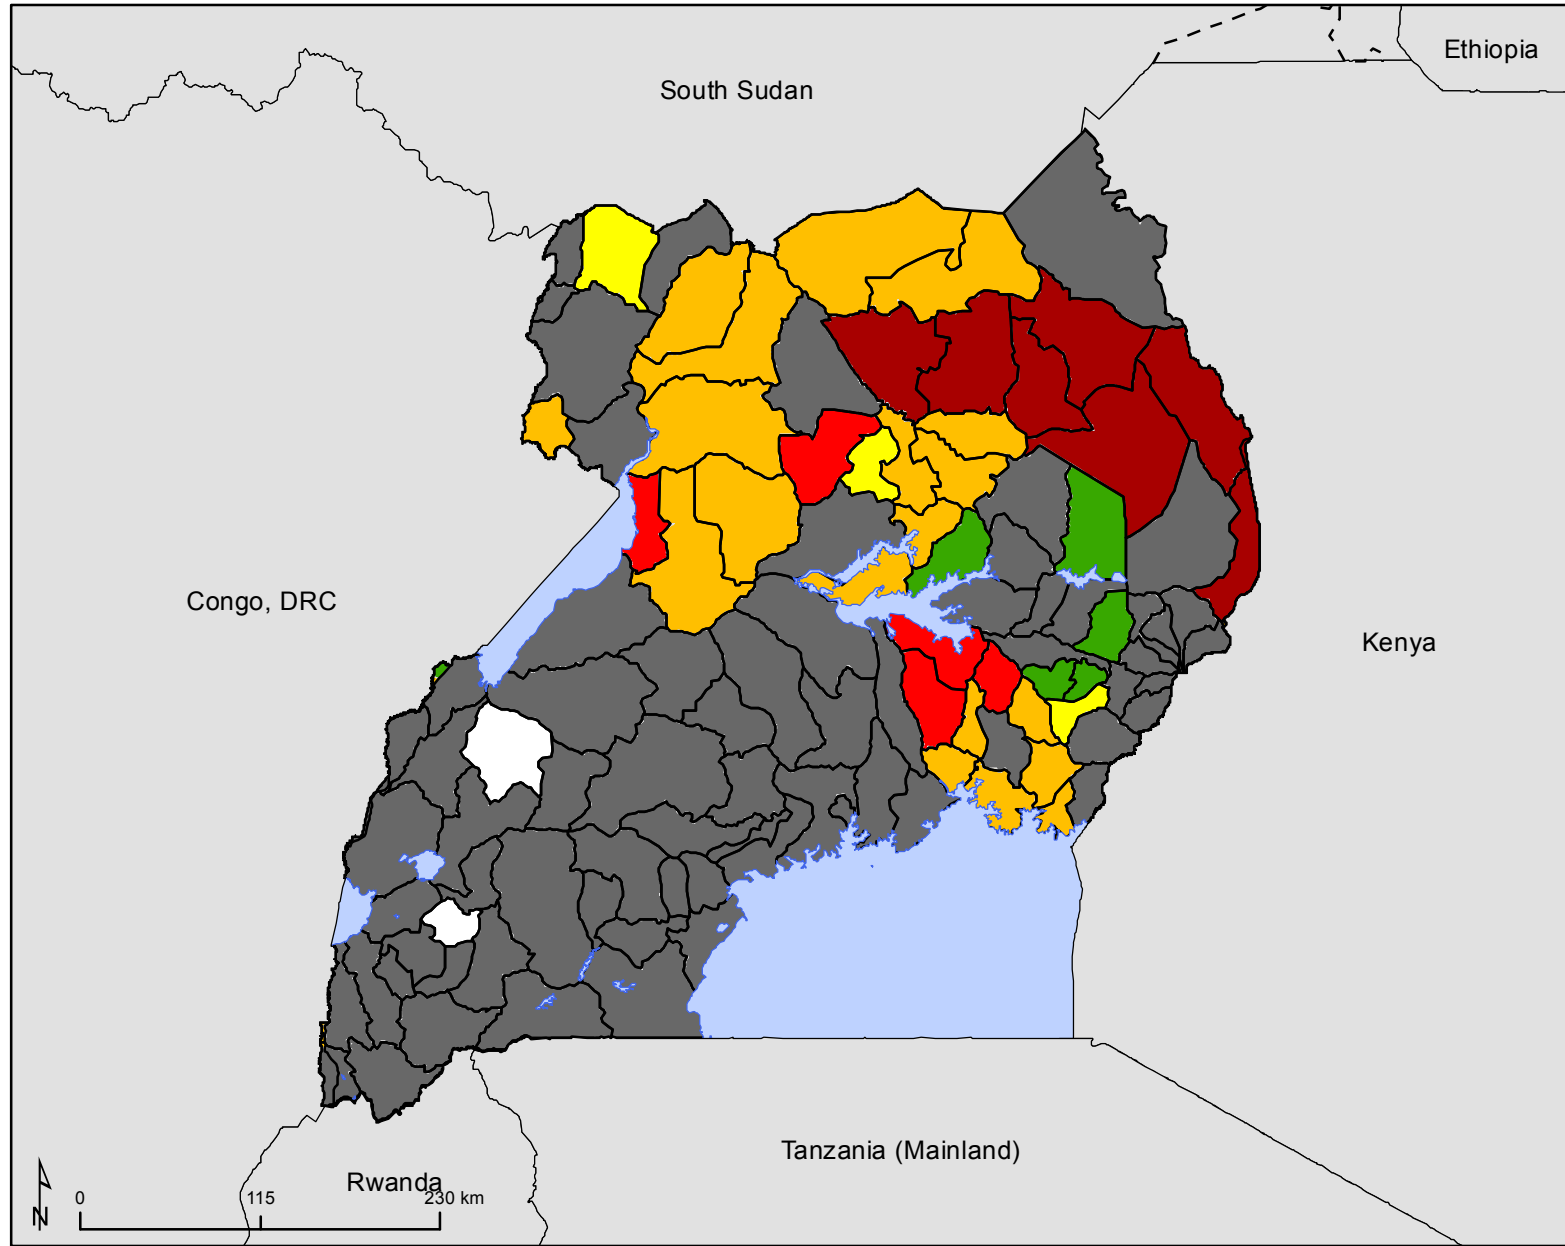 Ethiopia
South Sudan
Congo, DRC
Kenya
Tanzania (Mainland)
Rwanda
N
0 115 230 km